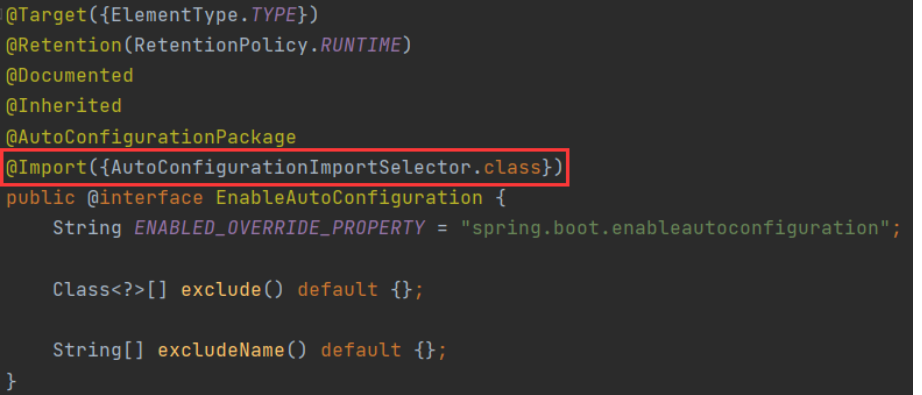 @Target({ElementType.TYPE})
@Retention(RetentionPolicy.RUNTIME)
@Documented
@Inherited
@AutoConfigurationPackage
@Import({AutoConfigurationImportSelector.class})
public @interface EnableAutoConfiguration {
    String ENABLED_OVERRIDE_PROPERTY = "spring.boot.enableautoconfiguration";
    Class<?>[] exclude() default {};
    String[] excludeName() default {};
}